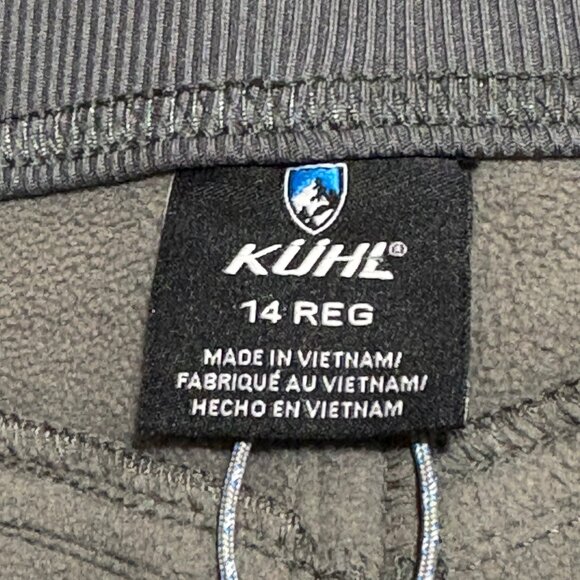 KÜHL®
14 REG
MADE IN VIETNAM/
FABRIQUÉ AU VIETNAM/
HECHO EN VIETNAM